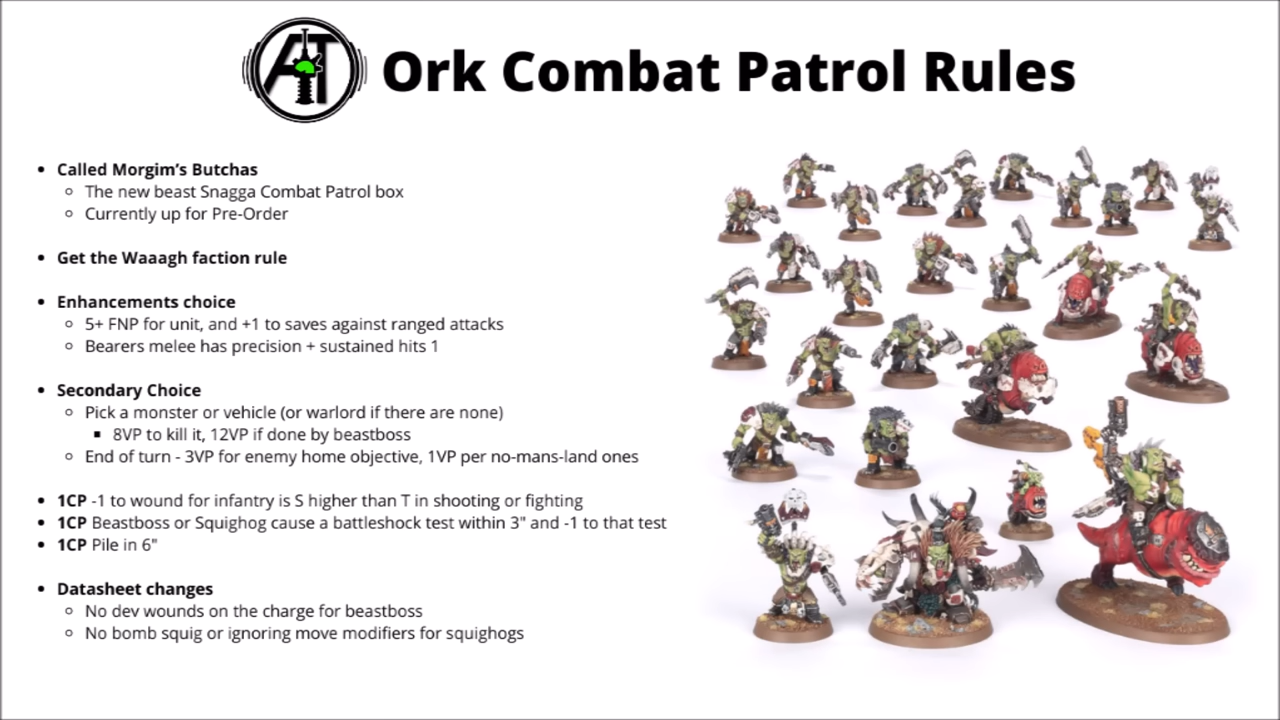 AT
Ork Combat Patrol Rules
• Called Morgim's Butchas
○ The new beast Snagga Combat Patrol box
○ Currently up for Pre-Order
• Get the Waaagh faction rule
• Enhancements choice
○ 5+ FNP for unit, and +1 to saves against ranged attacks
○ Bearers melee has precision + sustained hits 1
• Secondary Choice
○ Pick a monster or vehicle (or warlord if there are none)
▪ 8VP to kill it, 12VP if done by beastboss
○ End of turn - 3VP for enemy home objective, 1VP per no-mans-land ones
• 1CP -1 to wound for infantry is S higher than T in shooting or fighting
• 1CP Beastboss or Squighog cause a battleshock test within 3" and -1 to that test
• 1CP Pile in 6"
• Datasheet changes
○ No dev wounds on the charge for beastboss
○ No bomb squig or ignoring move modifiers for squighogs